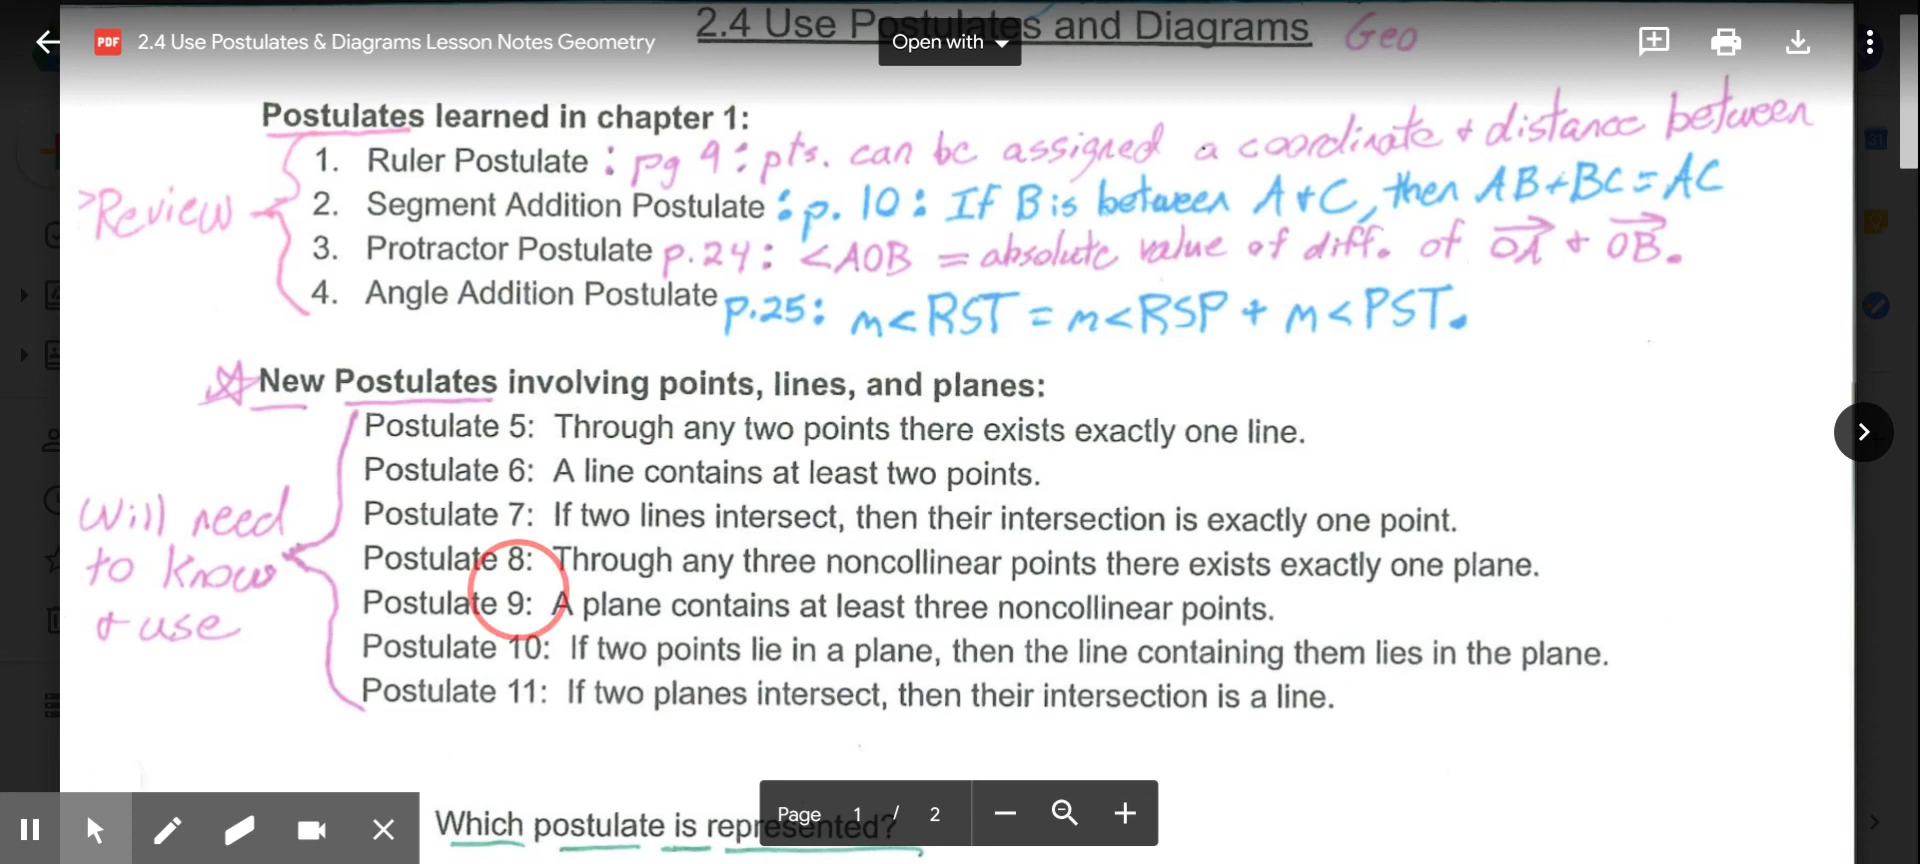 2.4 Use Postulates and Diagrams Geo
PDF 2.4 Use Postulates & Diagrams Lesson Notes Geometry
Open with
Postulates learned in chapter 1:
1. Ruler Postulate : pg 9 : pts. can be assigned a coordinate + distance between
2. Segment Addition Postulate : p. 10 : If B is between A + C, then AB + BC = AC
3. Protractor Postulate p. 24 : <AOB = absolute value of diff. of OA + OB.
4. Angle Addition Postulate p. 25 : m<RST = m<RSP + m<PST.
>Review
New Postulates involving points, lines, and planes:
Postulate 5: Through any two points there exists exactly one line.
Postulate 6: A line contains at least two points.
Postulate 7: If two lines intersect, then their intersection is exactly one point.
Postulate 8: Through any three noncollinear points there exists exactly one plane.
Postulate 9: A plane contains at least three noncollinear points.
Postulate 10: If two points lie in a plane, then the line containing them lies in the plane.
Postulate 11: If two planes intersect, then their intersection is a line.
Will need
to know
+ use
Which postulate is represented?
Page 1 / 2